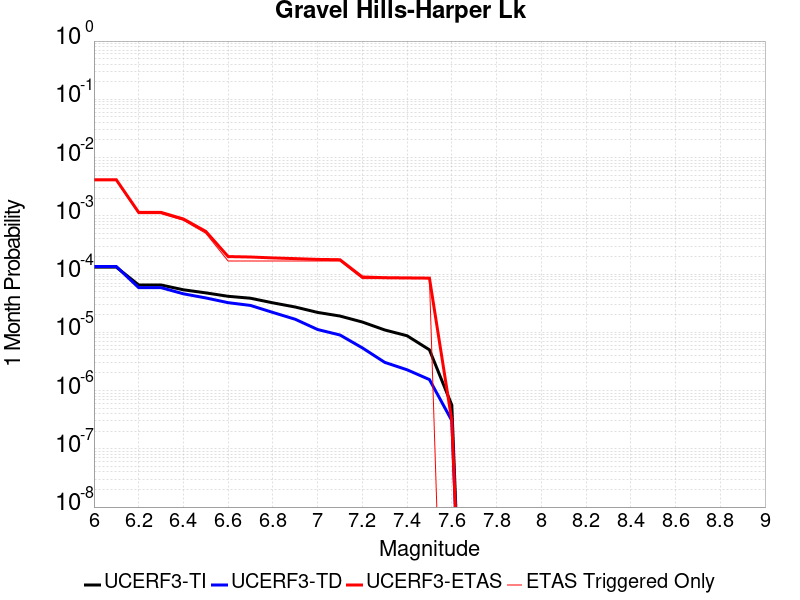 Gravel Hills-Harper Lk
10^0
10^-1
10^-2
10^-3
10^-4
10^-5
10^-6
10^-7
10^-8
1 Month Probability
6 6.2 6.4 6.6 6.8 7 7.2 7.4 7.6 7.8 8 8.2 8.4 8.6 8.8 9
Magnitude
UCERF3-TI UCERF3-TD UCERF3-ETAS ETAS Triggered Only